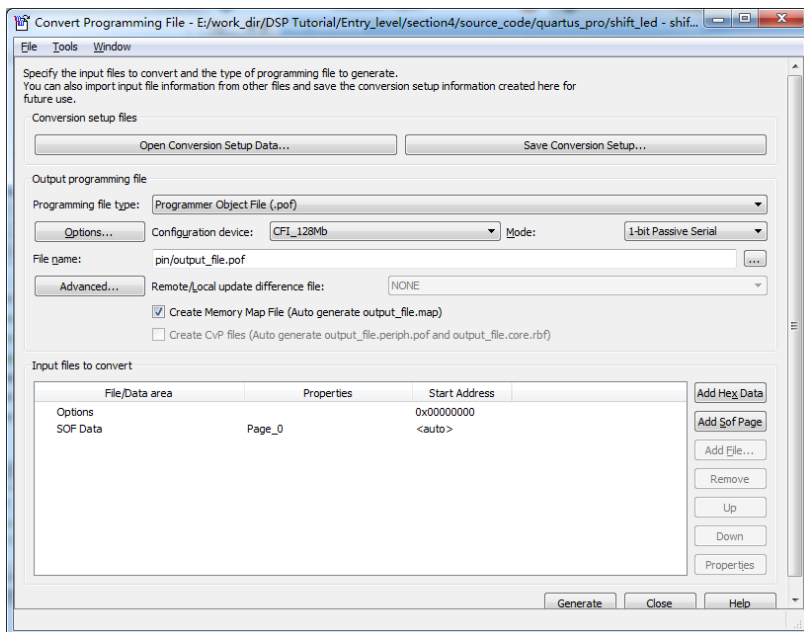 Convert Programming File - E:/work_dir/DSP Tutorial/Entry_level/section4/source_code/quartus_pro/shift_led - shif...
File Tools Window
Specify the input files to convert and the type of programming file to generate.
You can also import input file information from other files and save the conversion setup information created here for
future use.
Conversion setup files
Open Conversion Setup Data... Save Conversion Setup...
Output programming file
Programming file type: Programmer Object File (.pof)
Options... Configuration device: CFI_128Mb Mode: 1-bit Passive Serial
File name: pin/output_file.pof ...
Advanced... Remote/Local update difference file: NONE
Create Memory Map File (Auto generate output_file.map)
Create CvP files (Auto generate output_file.periph.pof and output_file.core.rbf)
Input files to convert
File/Data area Properties Start Address Add Hex Data
Options 0x00000000
SOF Data Page_0 <auto> Add Sof Page
Add File...
Remove
Up
Down
Properties
Generate Close Help